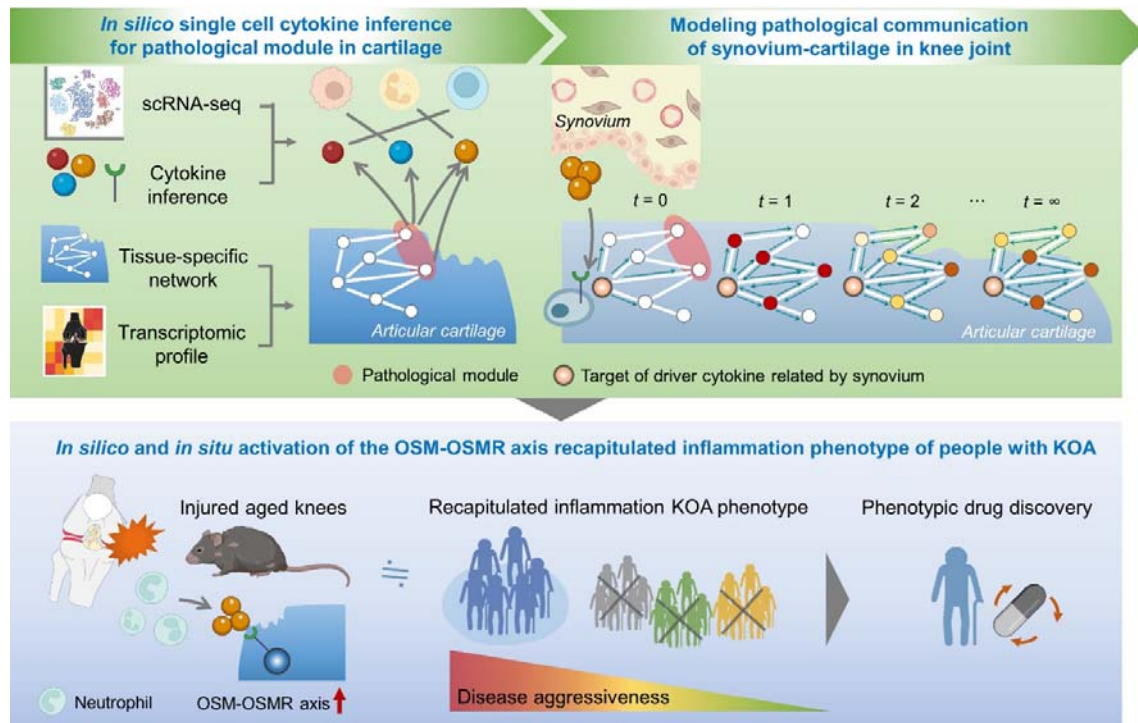 In silico single cell cytokine inference
for pathological module in cartilage
Modeling pathological communication
of synovium-cartilage in knee joint
scRNA-seq
Cytokine
inference
Tissue-specific
network
Transcriptomic
profile
Articular cartilage
Synovium
t = 0
t = 1
t = 2
...
t = ∞
Articular cartilage
Pathological module
Target of driver cytokine related by synovium
In silico and in situ activation of the OSM-OSMR axis recapitulated inflammation phenotype of people with KOA
Injured aged knees
Recapitulated inflammation KOA phenotype
Phenotypic drug discovery
Disease aggressiveness
Neutrophil
OSM-OSMR axis